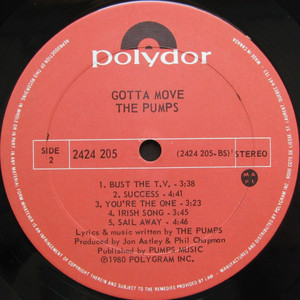 polydor
GOTTA MOVE
THE PUMPS
SIDE
2
2424 205
(2424 205-BS)
STEREO
1. BUST THE T.V. - 3:38
2. SUCCESS - 4:41
3. YOU'RE THE ONE - 3:23
4. IRISH SONG - 3:45
5. SAIL AWAY - 4:46
Lyrics & music written by THE PUMPS
Produced by Jon Astley & Phil Chapman
Published by PUMPS MUSIC
©1980 POLYGRAM INC.